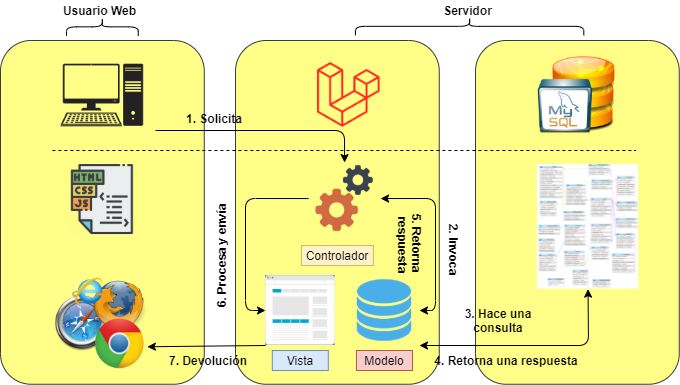 Usuario Web
Servidor
1. Solicita
My
SQL
HTML
CSS
JS
Controlador
5. Retorna
respuesta
2. Invoca
6. Procesa y envia
3. Hace una
consulta
7. Devolución
Vista
Modelo
4. Retorna una respuesta